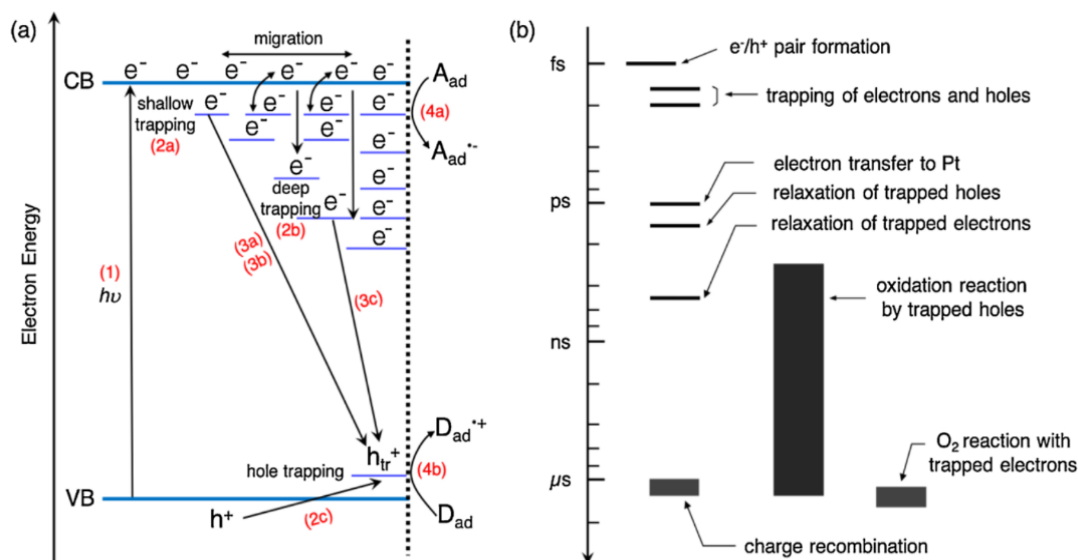 (a)
migration
e⁻ e⁻ e⁻ e⁻ e⁻ e⁻
CB
A_ad
shallow
trapping
(2a)
e⁻ e⁻ e⁻ e⁻
(4a)
e⁻ e⁻ e⁻
A_ad•-
e⁻ e⁻
deep
trapping
(2b)
e⁻
e⁻
e⁻
(3a)
(3b)
(1)
hυ
(3c)
Electron Energy
D_ad•+
h_tr+
hole trapping
(4b)
VB
h+
(2c)
D_ad
(b)
fs
e⁻/h⁺ pair formation
trapping of electrons and holes
electron transfer to Pt
ps
relaxation of trapped holes
relaxation of trapped electrons
oxidation reaction
by trapped holes
ns
O₂ reaction with
trapped electrons
μs
charge recombination